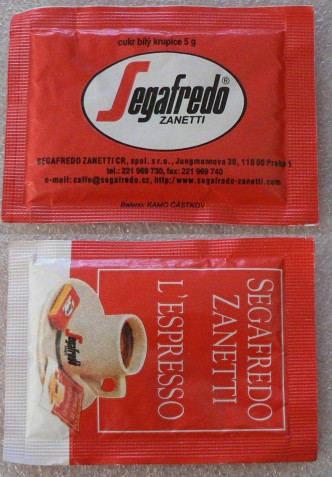 cukr bílý krupice 5 g
Segafredo®
ZANETTI
SEGAFREDO ZANETTI CR, spol. s r.o., Jungmannova 30, 110 00 Praha 1
tel.: 221 969 730, fax: 221 969 740
e-mail: caffe@segafredo.cz, http:/www.segafredo-zanetti.com
Baleno: KAMO ČÁSTKOV
SEGAFREDO
ZANETTI
L'ESPRESSO
Segafredo